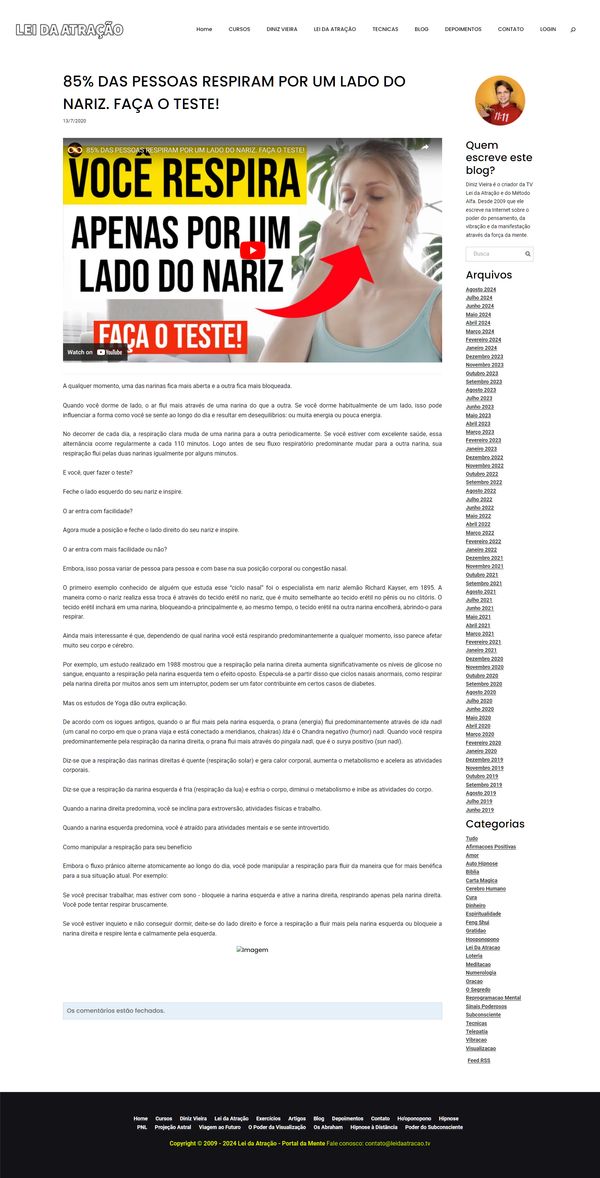 LEI DA ATRAÇÃO
Home CURSOS DINIZ VIEIRA LEI DA ATRAÇÃO TECNICAS BLOG DEPOIMENTOS CONTATO LOGIN
85% DAS PESSOAS RESPIRAM POR UM LADO DO
NARIZ. FAÇA O TESTE!
13/7/2020
85% DAS PESSOAS RESPIRAM POR UM LADO DO NARIZ. FAÇA O TESTE!
VOCÊ RESPIRA
APENAS POR UM
LADO DO NARIZ
FAÇA O TESTE!
Watch on YouTube
A qualquer momento, uma das narinas fica mais aberta e a outra fica mais bloqueada.
Quando você dorme de lado, o ar flui mais através de uma narina do que a outra. Se você dorme habitualmente de um lado, isso pode
influenciar a forma como você se sente ao longo do dia e resultar em desequilíbrios: ou muita energia ou pouca energia.
No decorrer de cada dia, a respiração clara muda de uma narina para a outra periodicamente. Se você estiver com excelente saúde, essa
alternância ocorre regularmente a cada 110 minutos. Logo antes de seu fluxo respiratório predominante mudar para a outra narina, sua
respiração flui pelas duas narinas igualmente por alguns minutos.
E você, quer fazer o teste?
Feche o lado esquerdo do seu nariz e inspire.
O ar entra com facilidade?
Agora mude a posição e feche o lado direito do seu nariz e inspire.
O ar entra com mais facilidade ou não?
Embora, isso possa variar de pessoa para pessoa e com base na sua posição corporal ou congestão nasal.
O primeiro exemplo conhecido de alguém que estuda esse “ciclo nasal” foi o especialista em nariz alemão Richard Kayser, em 1895. A
maneira como o nariz realiza essa troca é através do tecido erétil no nariz, que é muito semelhante ao tecido erétil no pênis ou no clitóris. O
tecido erétil inchará em uma narina, bloqueando-a principalmente e, ao mesmo tempo, o tecido erétil na outra narina encolherá, abrindo-o para
respirar.
Ainda mais interessante é que, dependendo de qual narina você está respirando predominantemente a qualquer momento, isso parece afetar
muito seu corpo e cérebro.
Por exemplo, um estudo realizado em 1988 mostrou que a respiração pela narina direita aumenta significativamente os níveis de glicose no
sangue, enquanto a respiração pela narina esquerda tem o efeito oposto. Especula-se a partir disso que ciclos nasais anormais, como respirar
pela narina direita por muitos anos sem um interruptor, podem ser um fator contribuinte em certos casos de diabetes.
Mas os estudos de Yoga dão outra explicação.
De acordo com os iogues antigos, quando o ar flui mais pela narina esquerda, o prana (energia) flui predominantemente através de ida nadi
(um canal no corpo em que o prana viaja e está conectado a meridianos, chakras) Ida é o Chandra negativo (humor) nadi. Quando você respira
predominantemente pela respiração da narina direita, o prana flui mais através do pingala nadi, que é o surya positivo (sun nadi).
Diz-se que a respiração das narinas direitas é quente (respiração solar) e gera calor corporal, aumenta o metabolismo e acelera as atividades
corporais.
Diz-se que a respiração da narina esquerda é fria (respiração da lua) e esfria o corpo, diminui o metabolismo e inibe as atividades do corpo.
Quando a narina direita predomina, você se inclina para extroversão, atividades físicas e trabalho.
Quando a narina esquerda predomina, você é atraído para atividades mentais e se sente introvertido.
Como manipular a respiração para seu benefício
Embora o fluxo prânico alterne atomicamente ao longo do dia, você pode manipular a respiração para fluir da maneira que for mais benéfica
para a sua situação atual. Por exemplo:
Se você precisar trabalhar, mas estiver com sono - bloqueie a narina esquerda e ative a narina direita, respirando apenas pela narina direita.
Você pode tentar respirar bruscamente.
Se você estiver inquieto e não conseguir dormir, deite-se do lado direito e force a respiração a fluir mais pela narina esquerda ou bloqueie a
narina direita e respire lenta e calmamente pela esquerda.
Imagem
Os comentários estão fechados.
11:11
Quem
escreve este
blog?
Diniz Vieira é o criador da TV
Lei da Atração e do Método
Alfa. Desde 2009 que ele
escreve na Internet sobre o
poder do pensamento, da
vibração e da manifestação
através da força da mente.
Busca
Arquivos
Agosto 2024
Julho 2024
Junho 2024
Maio 2024
Abril 2024
Março 2024
Fevereiro 2024
Janeiro 2024
Dezembro 2023
Novembro 2023
Outubro 2023
Setembro 2023
Agosto 2023
Julho 2023
Junho 2023
Maio 2023
Abril 2023
Março 2023
Fevereiro 2023
Janeiro 2023
Dezembro 2022
Novembro 2022
Outubro 2022
Setembro 2022
Agosto 2022
Julho 2022
Junho 2022
Maio 2022
Abril 2022
Março 2022
Fevereiro 2022
Janeiro 2022
Dezembro 2021
Novembro 2021
Outubro 2021
Setembro 2021
Agosto 2021
Julho 2021
Junho 2021
Maio 2021
Abril 2021
Março 2021
Fevereiro 2021
Janeiro 2021
Dezembro 2020
Novembro 2020
Outubro 2020
Setembro 2020
Agosto 2020
Julho 2020
Junho 2020
Maio 2020
Abril 2020
Março 2020
Fevereiro 2020
Janeiro 2020
Dezembro 2019
Novembro 2019
Outubro 2019
Setembro 2019
Agosto 2019
Julho 2019
Junho 2019
Categorias
Tudo
Afirmacoes Positivas
Amor
Auto Hipnose
Biblia
Carta Magica
Cerebro Humano
Cura
Dinheiro
Espiritualidade
Feng Shui
Gratidao
Hooponopono
Lei Da Atracao
Loteria
Meditacao
Numerologia
Oracao
O Segredo
Reprogramacao Mental
Sinais Poderosos
Subconsciente
Tecnicas
Telepatia
Vibracao
Visualizacao
Feed RSS
Home Cursos Diniz Vieira Lei da Atração Exercícios Artigos Blog Depoimentos Contato Ho'oponopono Hipnose
PNL Projeção Astral Viagem ao Futuro O Poder da Visualização Os Abraham Hipnose à Distância Poder do Subconsciente
Copyright © 2009 - 2024 Lei da Atração - Portal da Mente Fale conosco: contato@leidaatracao.tv